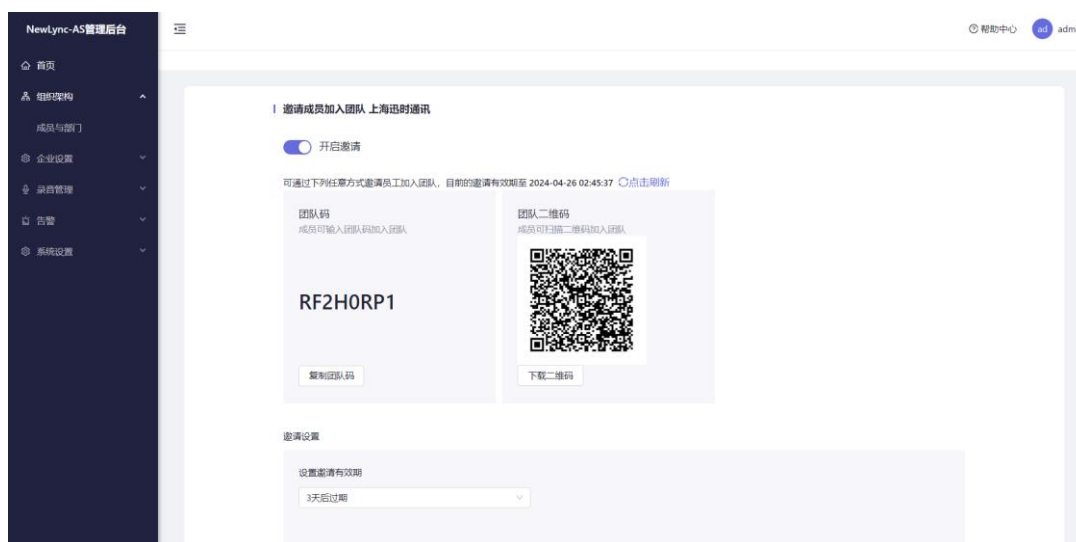 NewLync-AS管理后台
帮助中心
ad
adm
首页
组织架构
成员与部门
企业设置
录音管理
告警
系统设置
邀请成员加入团队 上海迅时通讯
开启邀请
可通过下列任意方式邀请员工加入团队，目前的邀请有效期至 2024-04-26 02:45:37 点击刷新
团队码
成员可输入团队码加入团队
RF2H0RP1
复制团队码
团队二维码
成员可扫描二维码加入团队
下载二维码
邀请设置
设置邀请有效期
3天后过期